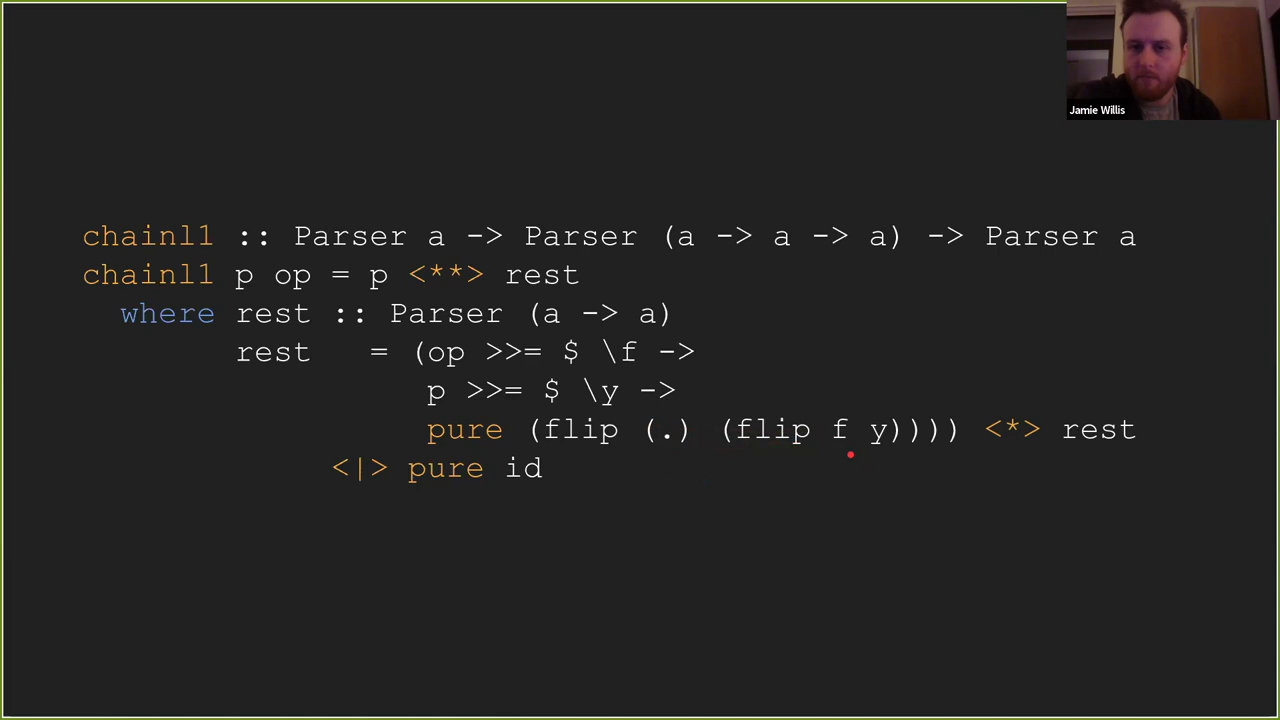 Jamie Willis
chainl1 :: Parser a -> Parser (a -> a -> a) -> Parser a
chainl1 p op = p <**> rest
where rest :: Parser (a -> a)
rest = (op >>= $ \f ->
p >>= $ \y ->
pure (flip (.) (flip f y)))) <*> rest
<|> pure id